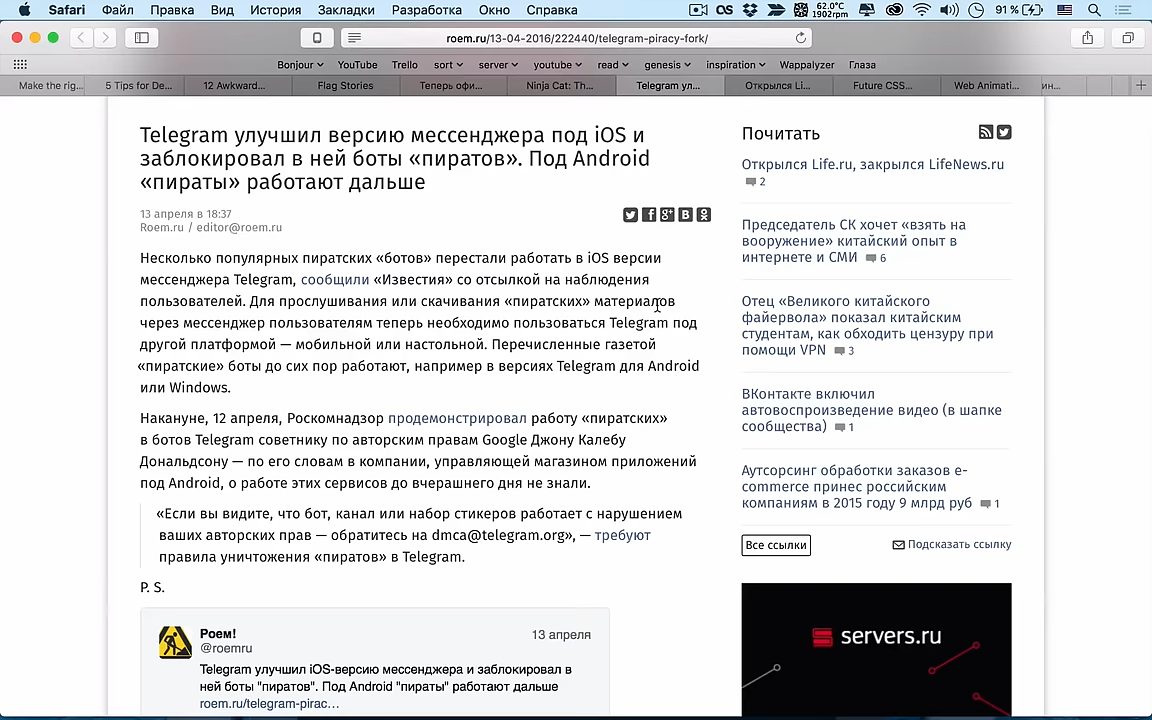 Safari Файл Правка Вид История Закладки Разработка Окно Справка
62.0°C
1902rpm
91 %
roem.ru/13-04-2016/222440/telegram-piracy-fork/
Bonjour YouTube Trello sort server youtube read genesis inspiration Wappalyzer Глаза
Make the rig... 5 Tips for De... 12 Awkward... Flag Stories Теперь офи... Ninja Cat: Th... Telegram ул... Открылся Li... Future CSS... Web Animati... ин...
Telegram улучшил версию мессенджера под iOS и
заблокировал в ней боты «пиратов». Под Android
«пираты» работают дальше
13 апреля в 18:37
Roem.ru / editor@roem.ru
Несколько популярных пиратских «ботов» перестали работать в iOS версии
мессенджера Telegram, сообщили «Известия» со отсылкой на наблюдения
пользователей. Для прослушивания или скачивания «пиратских» материалов
через мессенджер пользователям теперь необходимо пользоваться Telegram под
другой платформой — мобильной или настольной. Перечисленные газетой
«пиратские» боты до сих пор работают, например в версиях Telegram для Android
или Windows.
Накануне, 12 апреля, Роскомнадзор продемонстрировал работу «пиратских»
в ботов Telegram советнику по авторским правам Google Джону Калебу
Дональдсону — по его словам в компании, управляющей магазином приложений
под Android, о работе этих сервисов до вчерашнего дня не знали.
«Если вы видите, что бот, канал или набор стикеров работает с нарушением
ваших авторских прав — обратитесь на dmca@telegram.org», — требуют
правила уничтожения «пиратов» в Telegram.
P. S.
Роем! 13 апреля
@roemru
Telegram улучшил iOS-версию мессенджера и заблокировал в
ней боты "пиратов". Под Android "пираты" работают дальше
roem.ru/telegram-pirac…
Почитать
Открылся Life.ru, закрылся LifeNews.ru
2
Председатель СК хочет «взять на
вооружение» китайский опыт в
интернете и СМИ 6
Отец «Великого китайского
файервола» показал китайским
студентам, как обходить цензуру при
помощи VPN 3
ВКонтакте включил
автовоспроизведение видео (в шапке
сообщества) 1
Аутсорсинг обработки заказов e-
commerce принес российским
компаниям в 2015 году 9 млрд руб 1
Все ссылки Подсказать ссылку
servers.ru